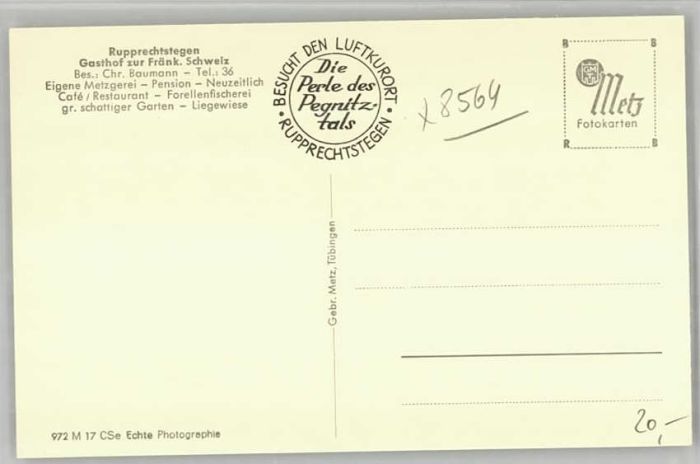 Rupprechtstegen
Gasthof zur Fränk. Schweiz
Bes.: Chr. Baumann – Tel.: 36
Eigene Metzgerei – Pension – Neuzeitlich
Café / Restaurant – Forellenfischerei
gr. schattiger Garten – Liegewiese
• BESUCHT DEN LUFTKURORT •
RUPPRECHTSTEGEN
Die
Perle des
Pegnitz-
tals
x8564
B B
GMT
Metz
Fotokarten
R B
Gebr. Metz, Tübingen
972 M 17 CSe Echte Photographie
20,–